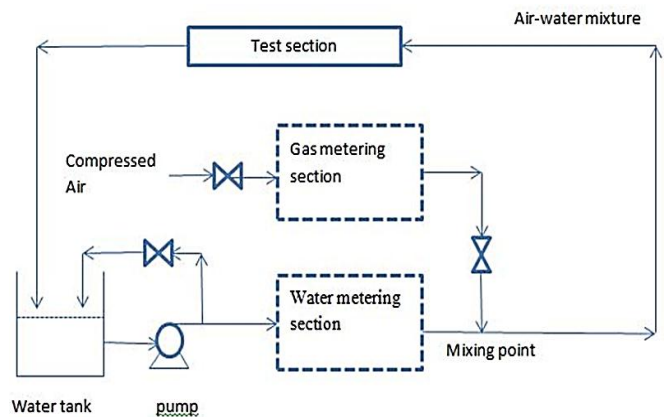 Air-water mixture
Test section
Gas metering
section
Compressed
Air
Water metering
section
Mixing point
Water tank
pump